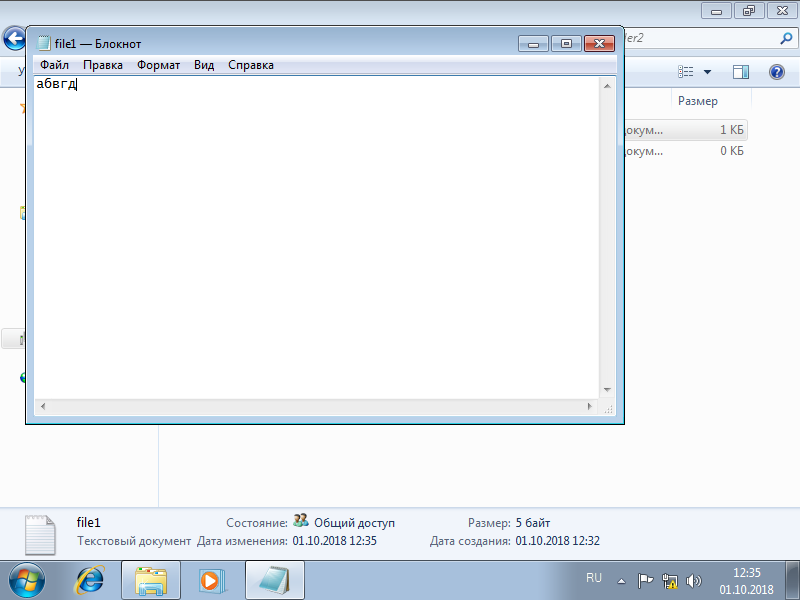 file1 — Блокнот
Файл Правка Формат Вид Справка
абвгд
der2
Размер
докум... 1 КБ
докум... 0 КБ
file1
Состояние: Общий доступ
Размер: 5 байт
Текстовый документ
Дата изменения: 01.10.2018 12:35
Дата создания: 01.10.2018 12:32
RU
12:35
01.10.2018